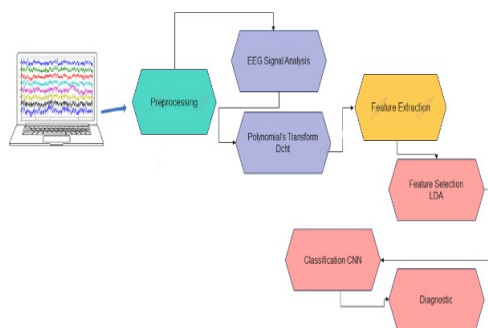 Preprocessing
EEG Signal Analysis
Polynomial's Transform
Dcht
Feature Extraction
Feature Selection
LDA
Classification CNN
Diagnostic